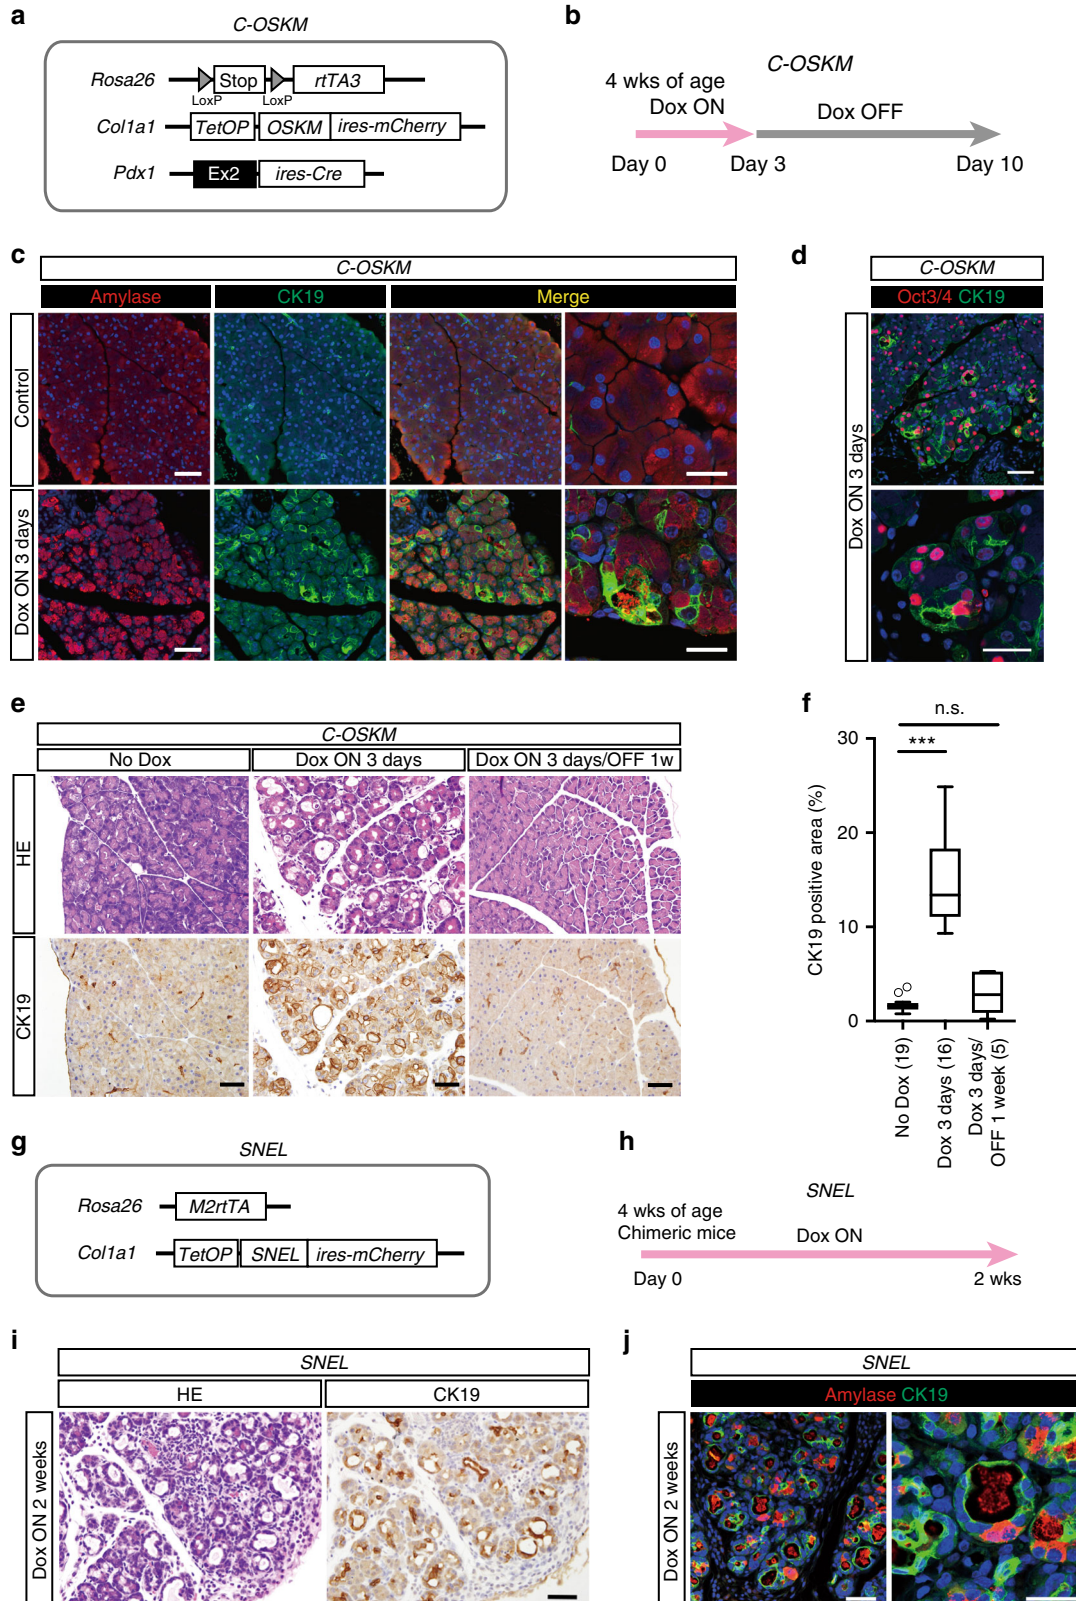 a
C-OSKM
Rosa26
Stop
rtTA3
LoxP
LoxP
Col1a1
TetOP
OSKM
ires-mCherry
Pdx1
Ex2
ires-Cre
b
C-OSKM
4 wks of age
Dox ON
Dox OFF
Day 0
Day 3
Day 10
c
C-OSKM
Amylase
CK19
Merge
Control
Dox ON 3 days
d
C-OSKM
Oct3/4 CK19
Dox ON 3 days
e
C-OSKM
No Dox
Dox ON 3 days
Dox ON 3 days/OFF 1w
HE
CK19
f
n.s.
***
30
20
10
0
CK19 positive area (%)
No Dox (19)
Dox 3 days (16)
Dox 3 days/
OFF 1 week (5)
g
SNEL
Rosa26
M2rtTA
Col1a1
TetOP
SNEL
ires-mCherry
h
SNEL
4 wks of age
Chimeric mice
Dox ON
Day 0
2 wks
i
SNEL
HE
CK19
Dox ON 2 weeks
j
SNEL
Amylase CK19
Dox ON 2 weeks